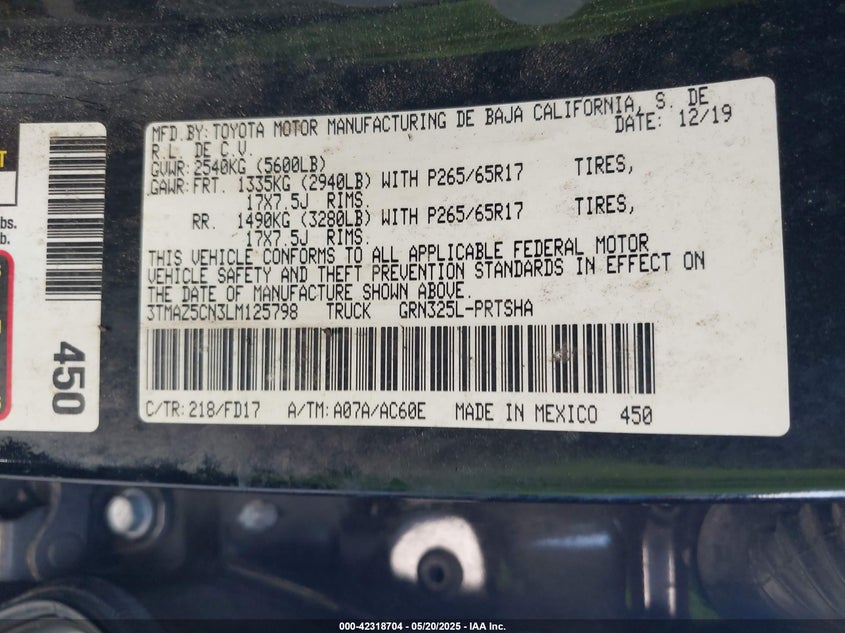 MFD.BY:TOYOTA MOTOR MANUFACTURING DE BAJA CALIFORNIA, S. DE
R.L. DE C.V. DATE: 12/19
GVWR:2540KG (5600LB)
GAWR:FRT. 1335KG (2940LB) WITH P265/65R17 TIRES,
17X7.5J RIMS.
RR. 1490KG (3280LB) WITH P265/65R17 TIRES,
17X7.5J RIMS.
THIS VEHICLE CONFORMS TO ALL APPLICABLE FEDERAL MOTOR
VEHICLE SAFETY AND THEFT PREVENTION STANDARDS IN EFFECT ON
THE DATE OF MANUFACTURE SHOWN ABOVE.
3TMAZ5CN3LM125798 TRUCK GRN325L-PRTSHA
C/TR:218/FD17 A/TM:A07A/AC60E MADE IN MEXICO 450
bs.
b.
450
000-42318704 — 05/20/2025 - IAA Inc.